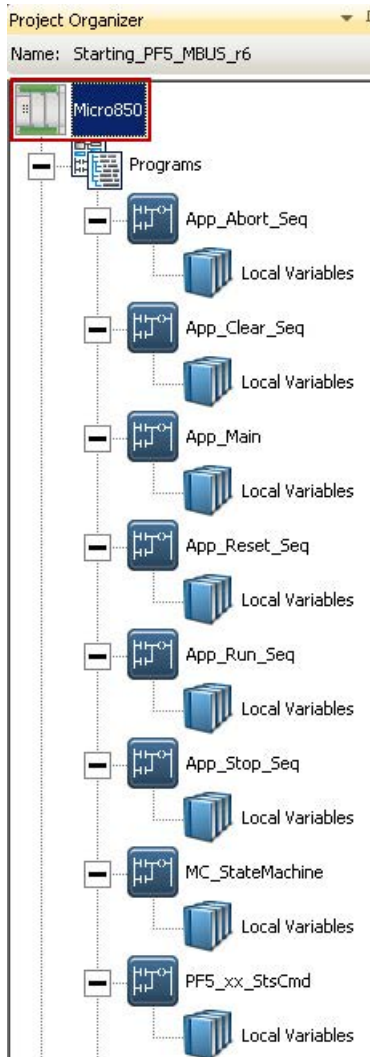 Project Organizer
Name: Starting_PF5_MBUS_r6
Micro850
Programs
App_Abort_Seq
Local Variables
App_Clear_Seq
Local Variables
App_Main
Local Variables
App_Reset_Seq
Local Variables
App_Run_Seq
Local Variables
App_Stop_Seq
Local Variables
MC_StateMachine
Local Variables
PF5_xx_StsCmd
Local Variables